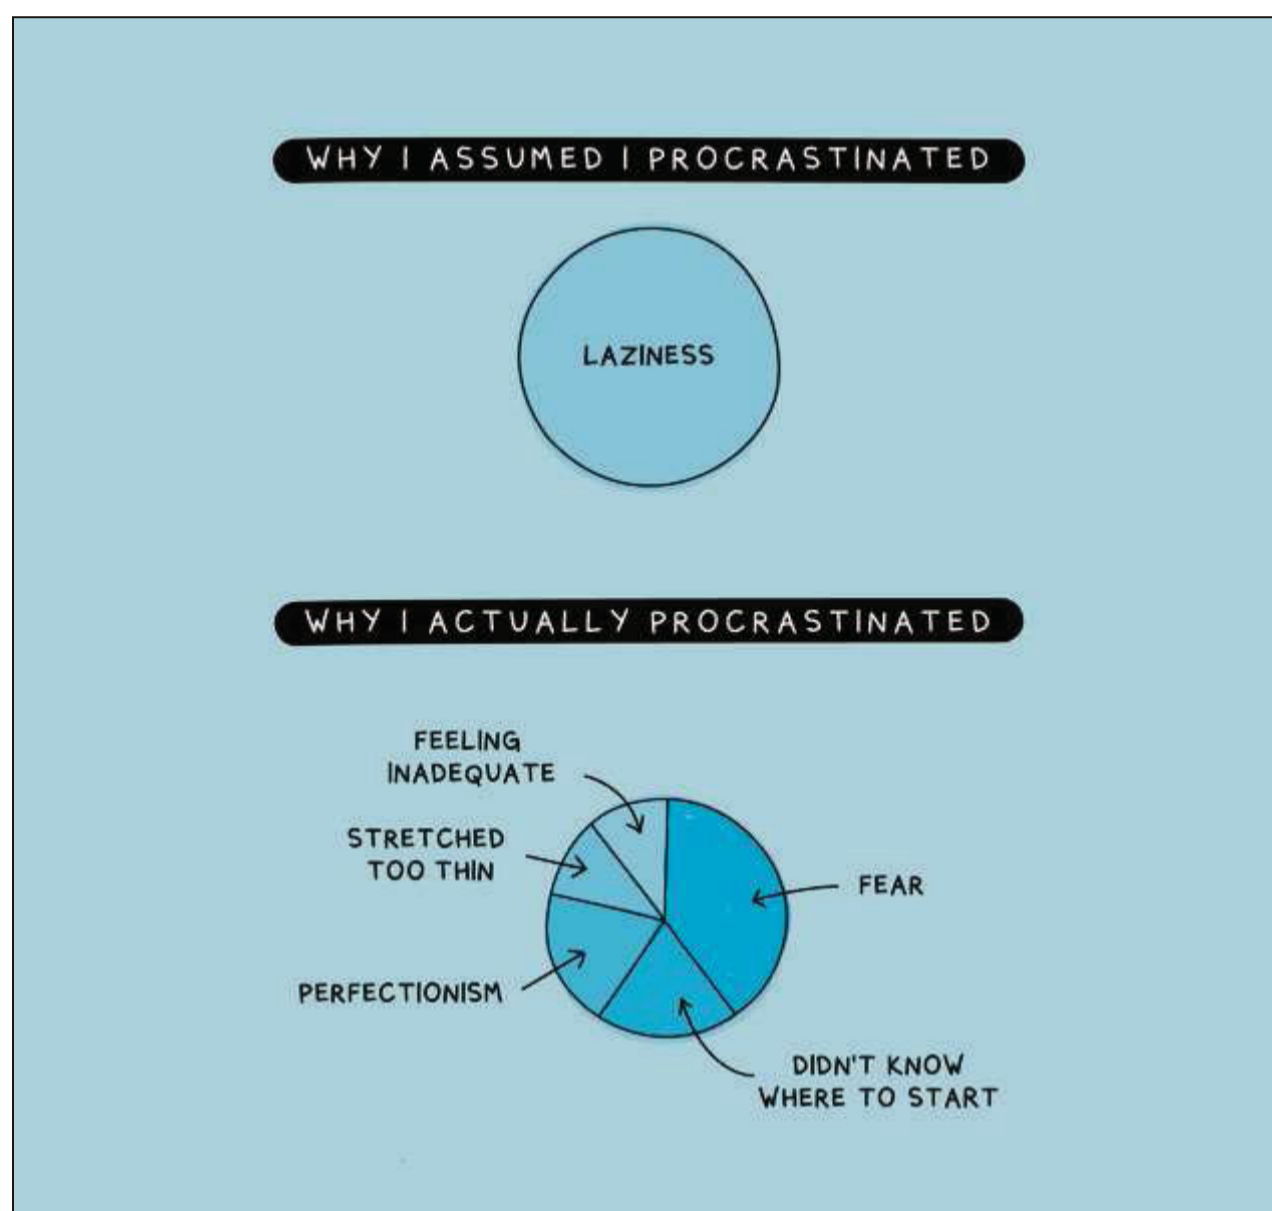 WHY I ASSUMED I PROCRASTINATED
LAZINESS
WHY I ACTUALLY PROCRASTINATED
FEELING
INADEQUATE
STRETCHED
TOO THIN
FEAR
PERFECTIONISM
DIDN'T KNOW
WHERE TO START